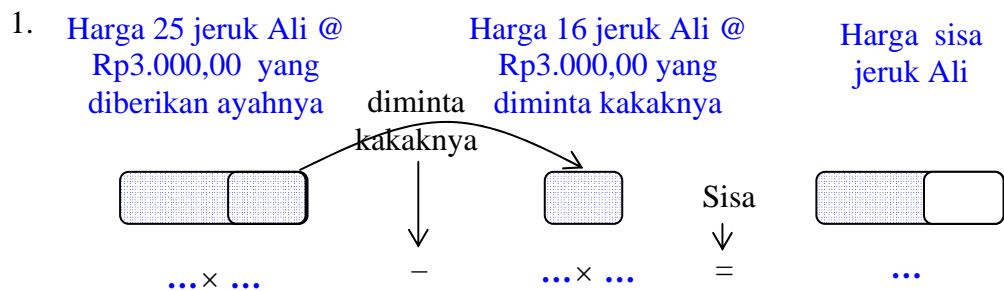 1.
Harga 25 jeruk Ali @
Rp3.000,00 yang
diberikan ayahnya
diminta
kakaknya
Harga 16 jeruk Ali @
Rp3.000,00 yang
diminta kakaknya
Harga sisa
jeruk Ali
Sisa
...× ... – ...× ... = ...